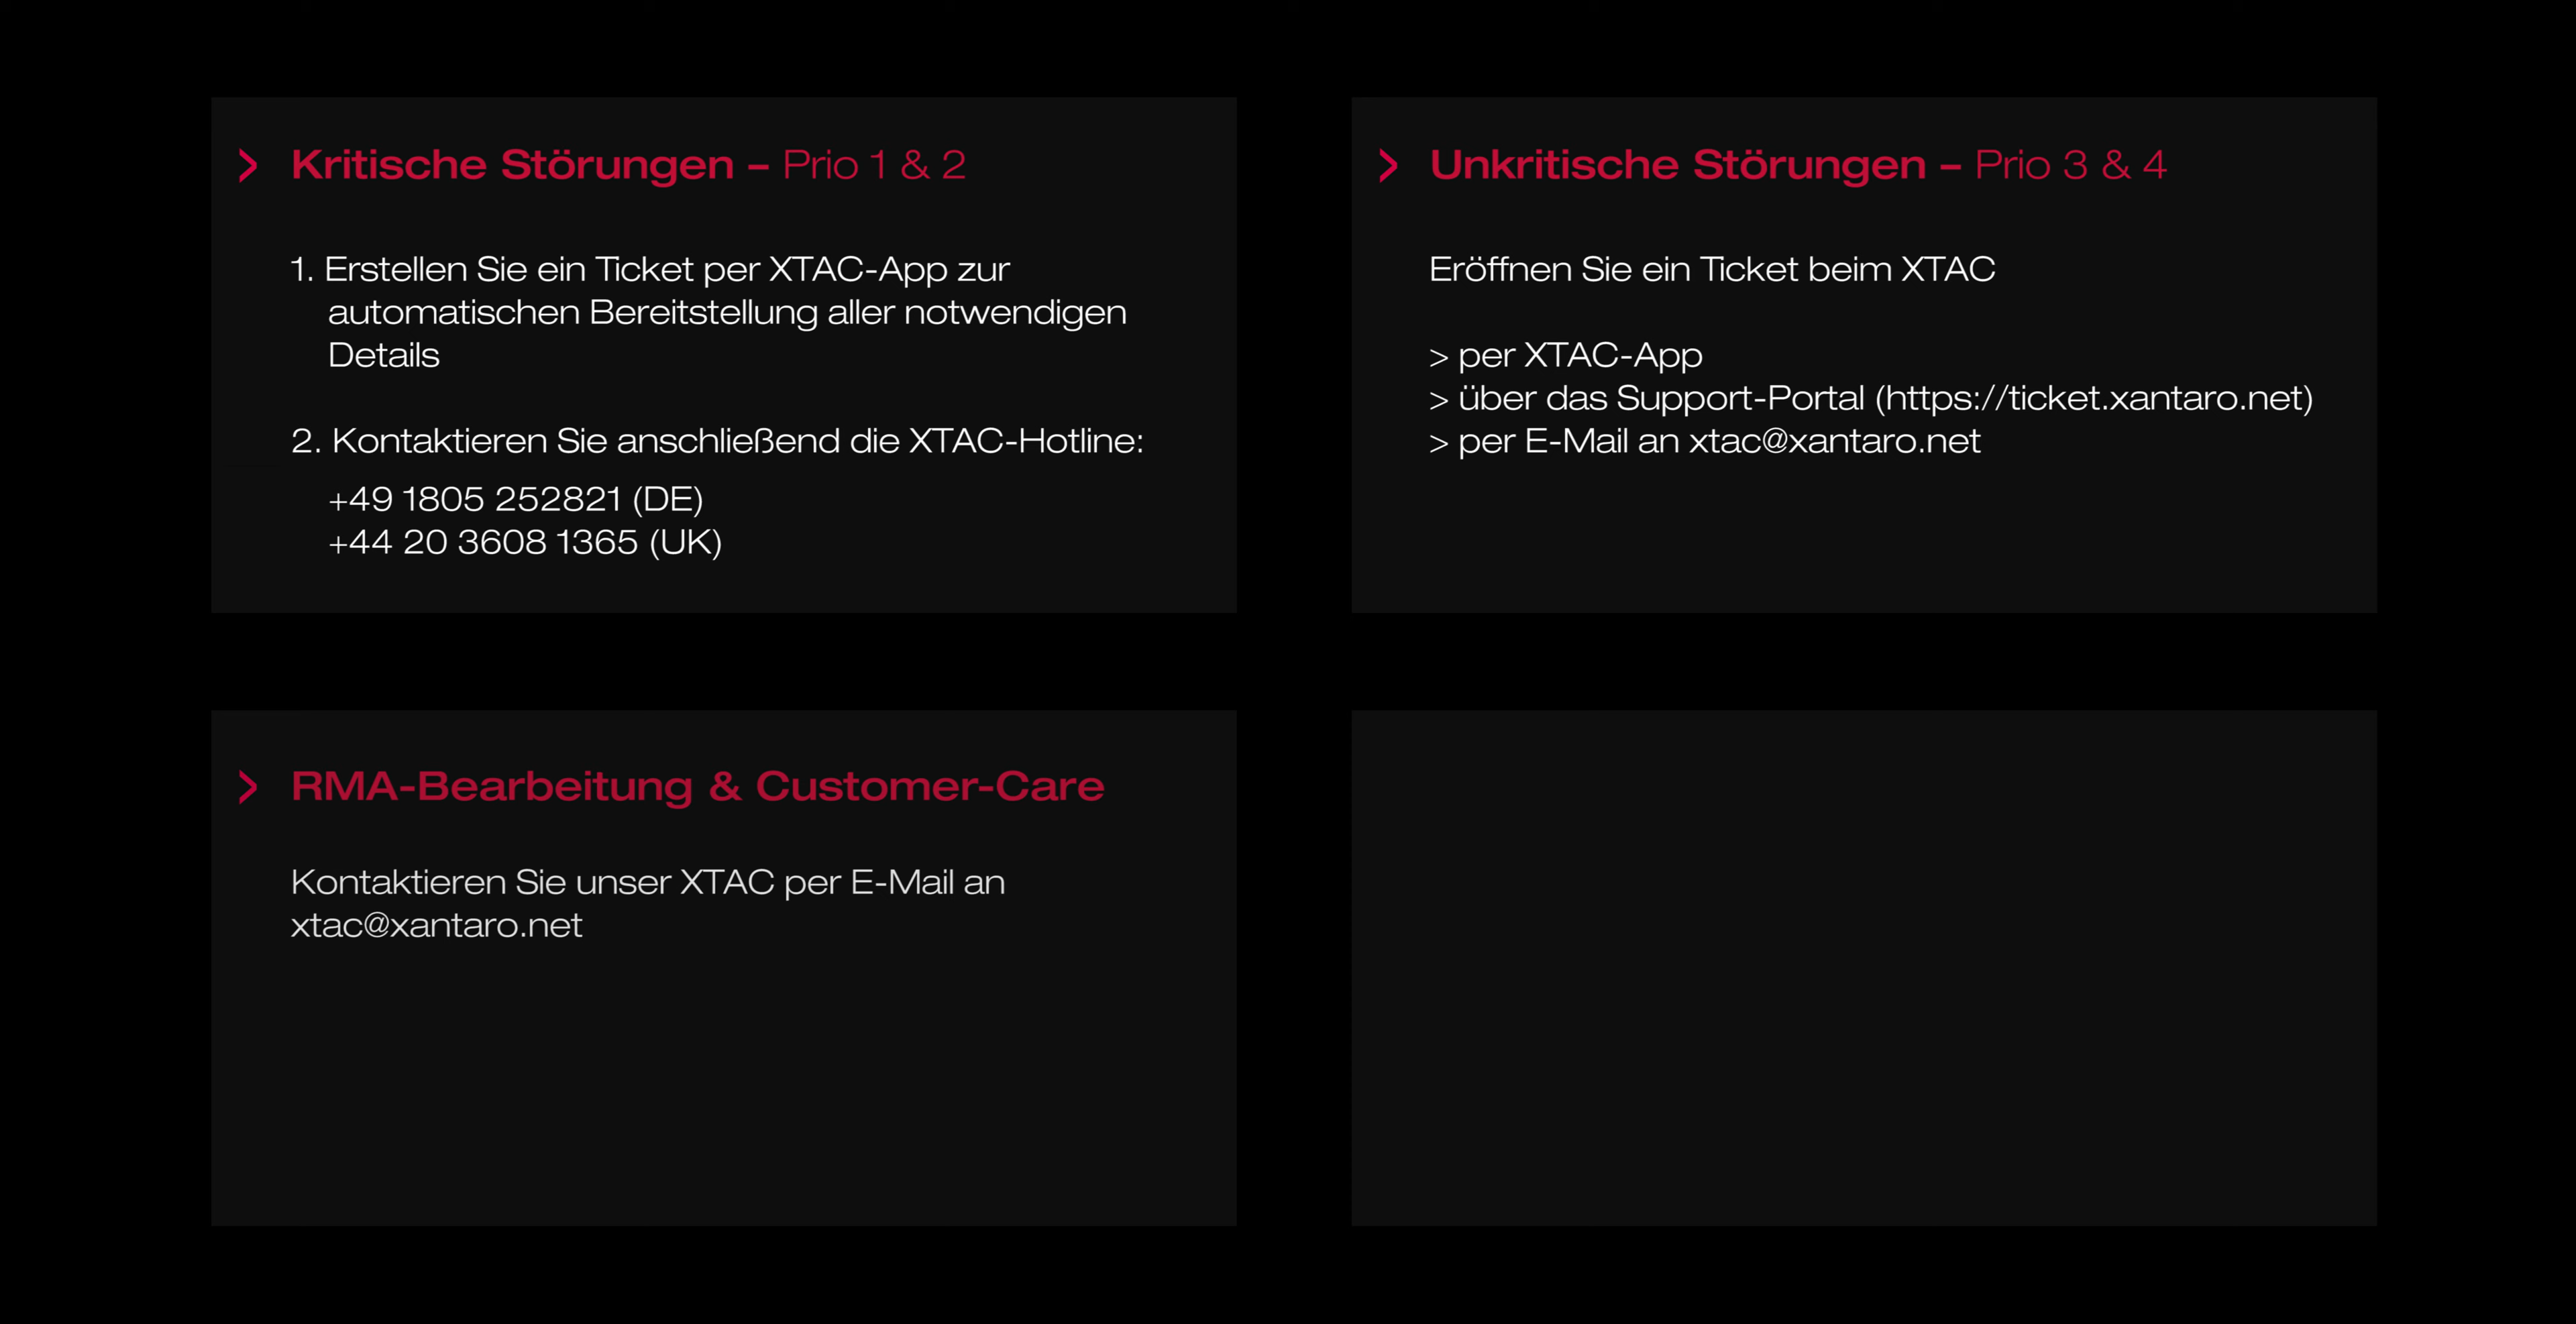 > Kritische Störungen – Prio 1 & 2
1. Erstellen Sie ein Ticket per XTAC-App zur
automatischen Bereitstellung aller notwendigen
Details
2. Kontaktieren Sie anschließend die XTAC-Hotline:
+49 1805 252821 (DE)
+44 20 3608 1365 (UK)
> Unkritische Störungen – Prio 3 & 4
Eröffnen Sie ein Ticket beim XTAC
> per XTAC-App
> über das Support-Portal (https://ticket.xantaro.net)
> per E-Mail an xtac@xantaro.net
> RMA-Bearbeitung & Customer-Care
Kontaktieren Sie unser XTAC per E-Mail an
xtac@xantaro.net